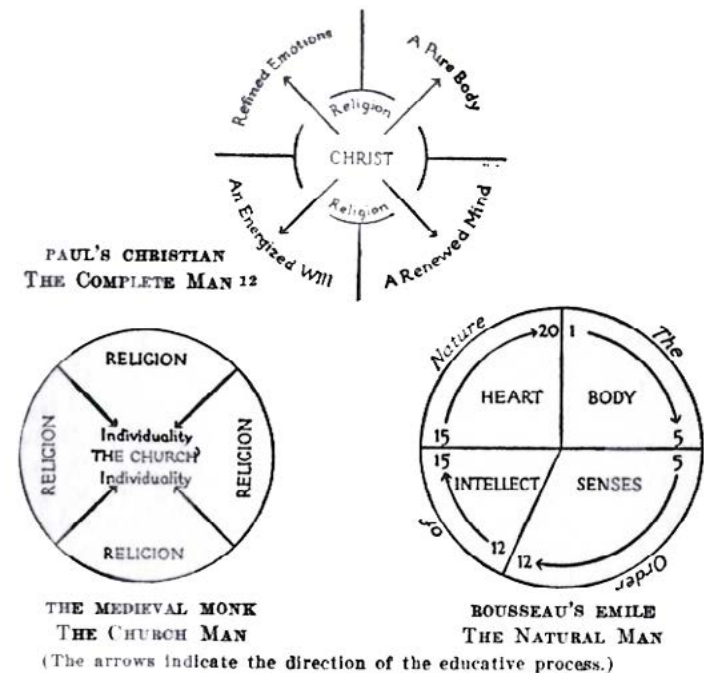 Refined Emotions
A Pure Body
Religion
CHRIST
Religion
An Energized Will
A Renewed Mind
PAUL'S CHRISTIAN
THE COMPLETE MAN 12
RELIGION
RELIGION
Individuality
THE CHURCH
Individuality
RELIGION
RELIGION
THE MEDIEVAL MONK
THE CHURCH MAN
Nature
The
20 1
HEART BODY
15 5
15 5
INTELLECT SENSES
12 12
of
Order
ROUSSEAU'S EMILE
THE NATURAL MAN
(The arrows indicate the direction of the educative process.)